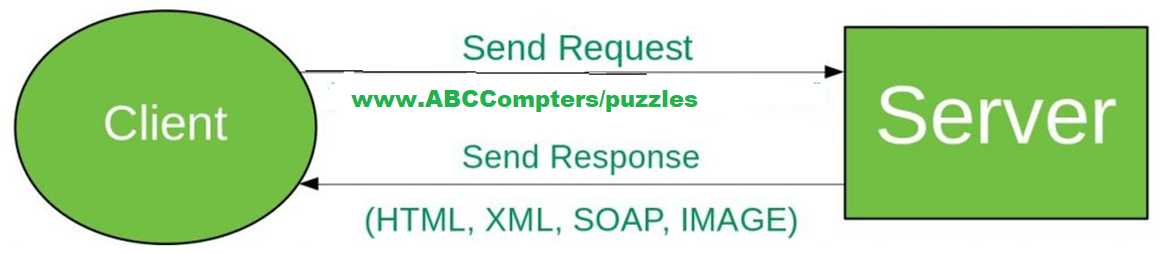 Send Request
www.ABCCompters/puzzles
Client
Server
Send Response
(HTML, XML, SOAP, IMAGE)